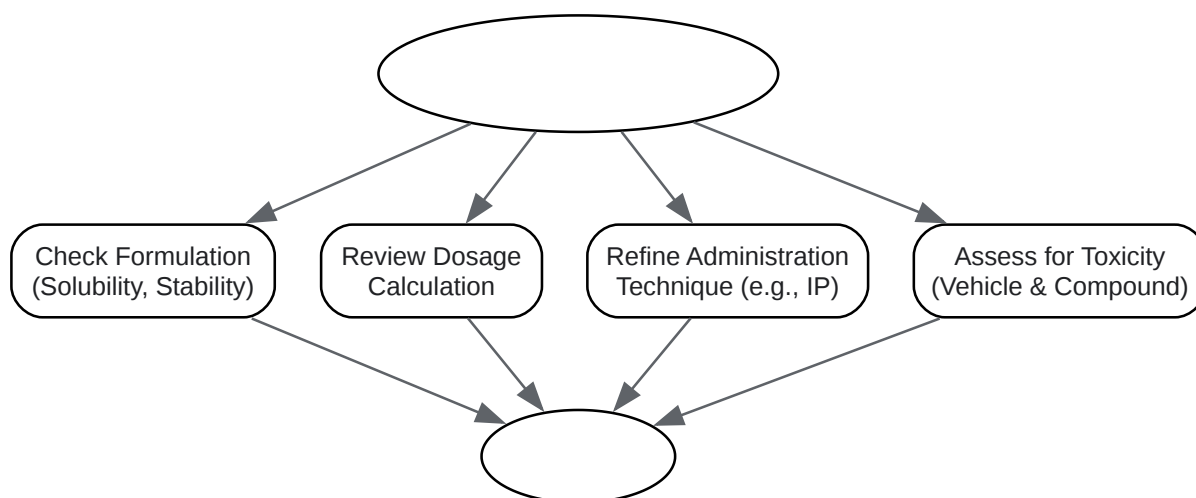 Check Formulation
(Solubility, Stability)
Review Dosage
Calculation
Refine Administration
Technique (e.g., IP)
Assess for Toxicity
(Vehicle & Compound)